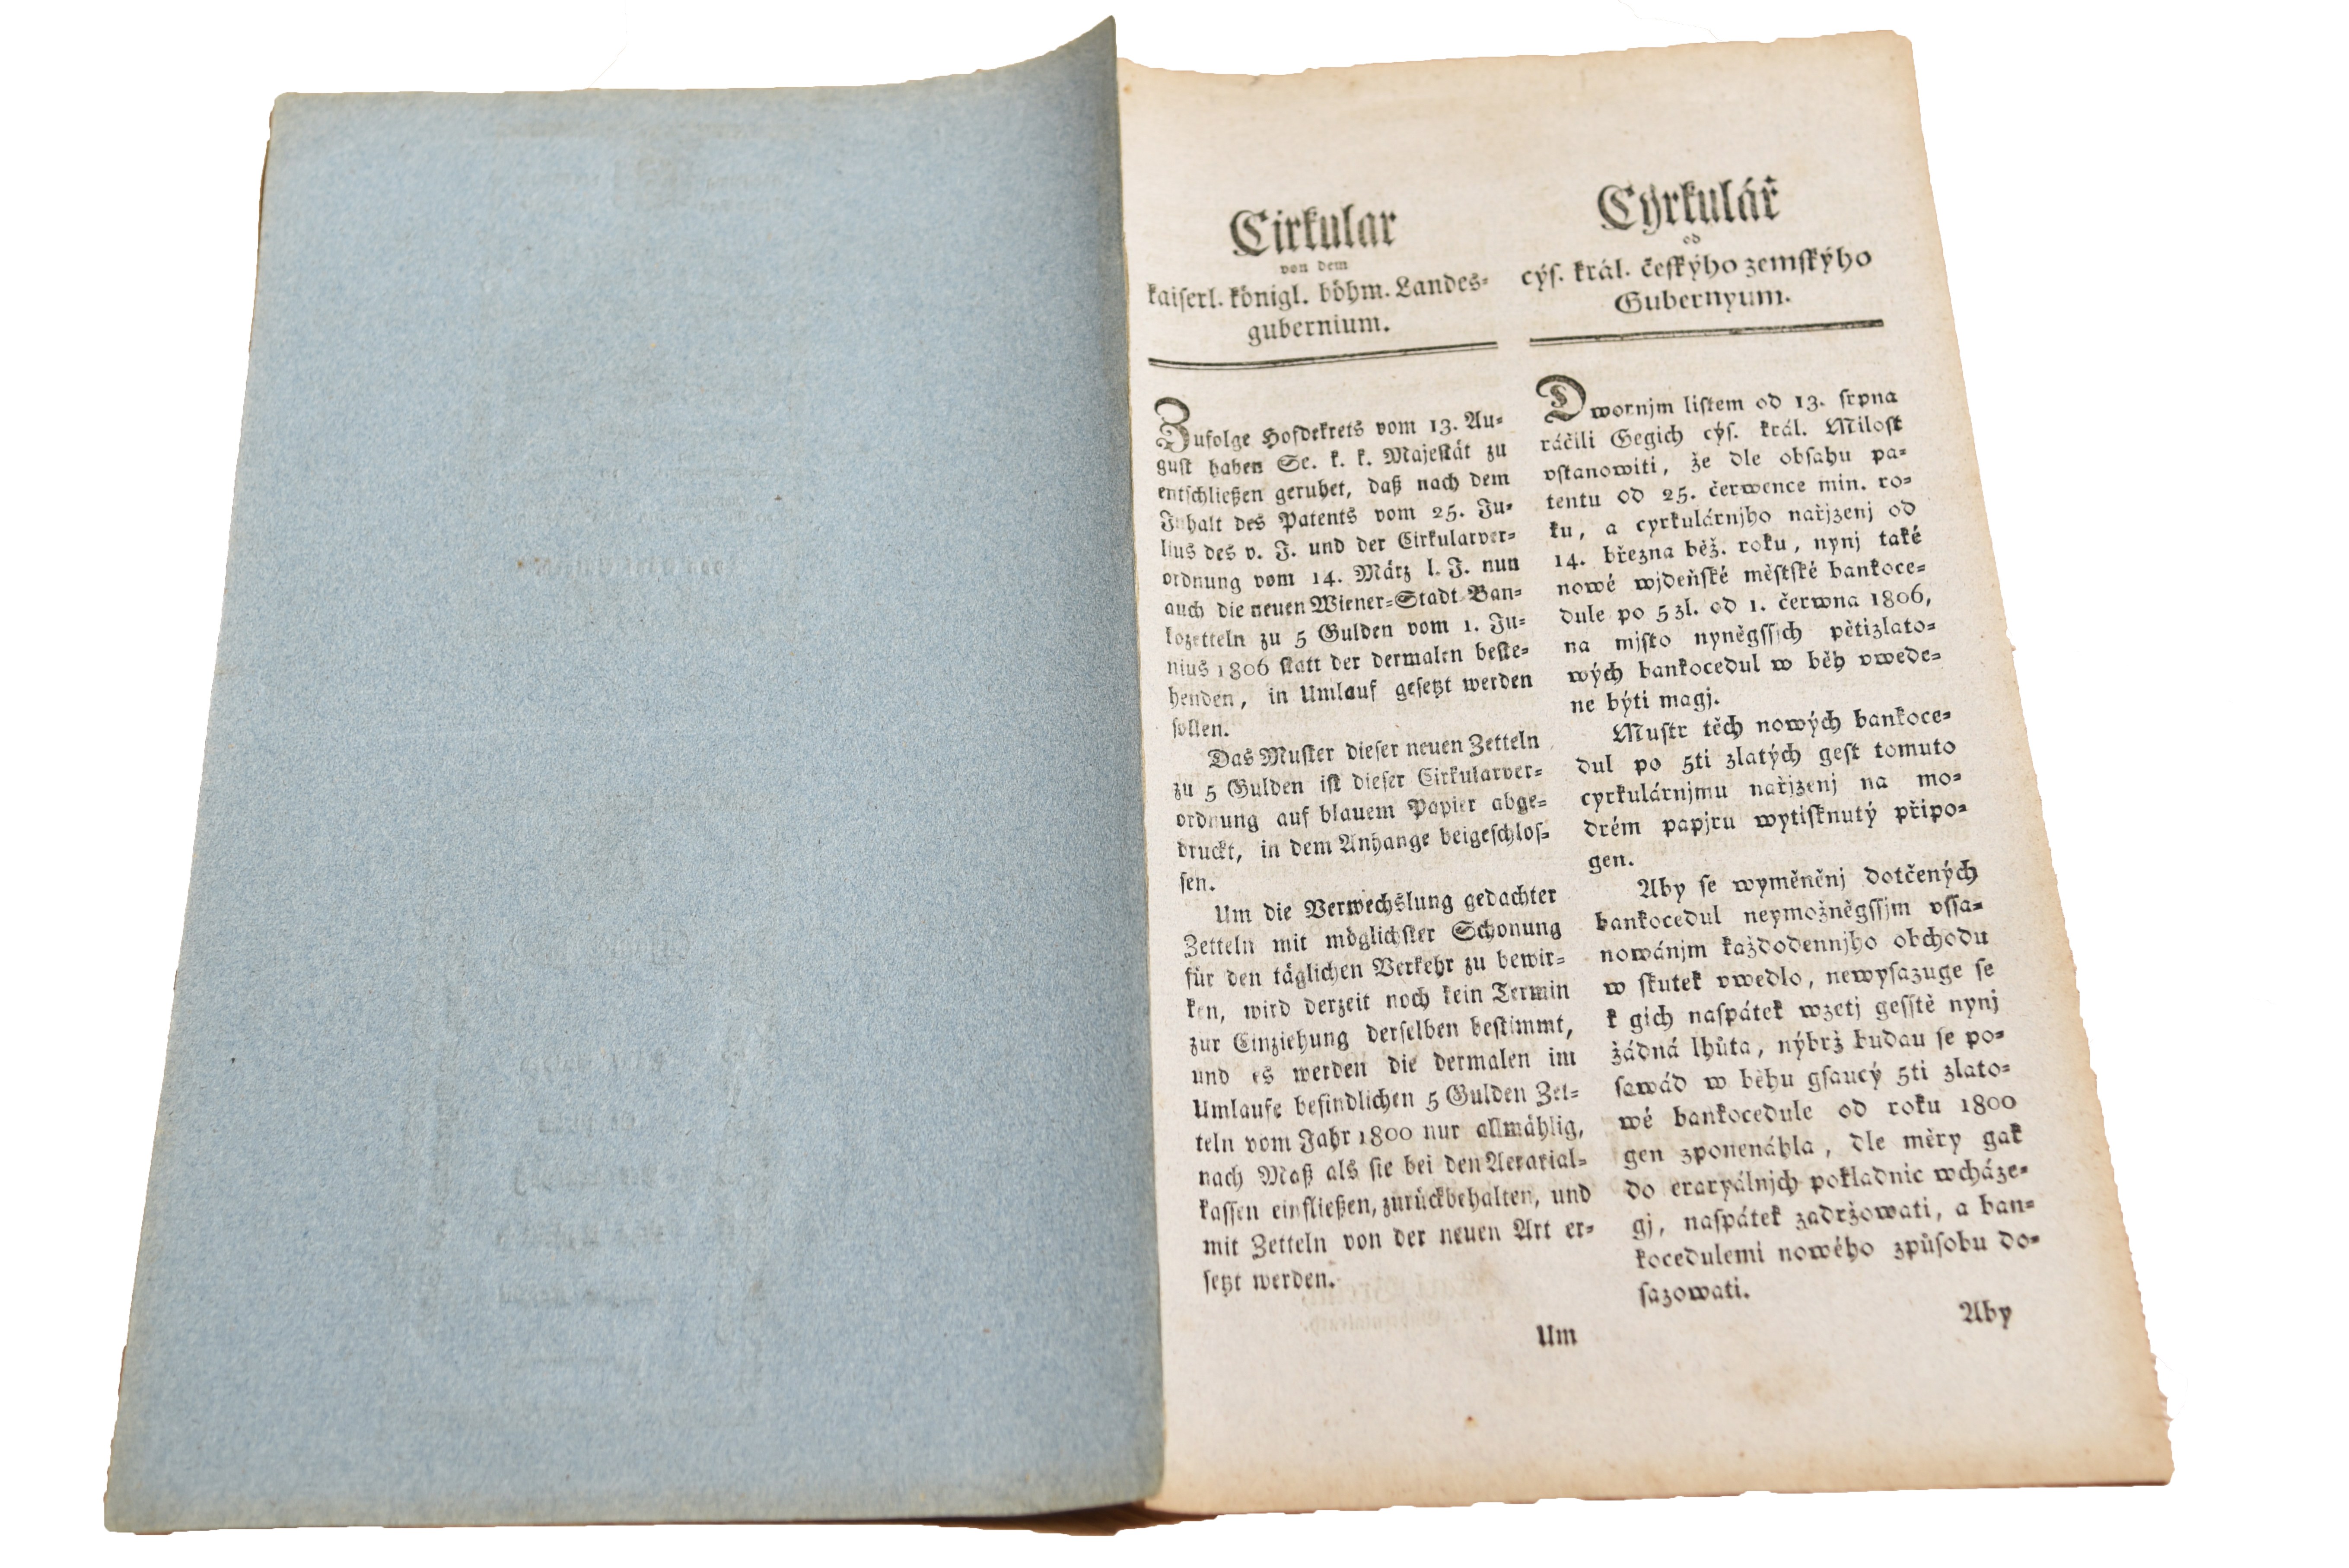 Cirkular
von dem
kaiserl. königl. böhm. Landes-
gubernium.
Zufolge Hofdekrets vom 13. Au-
gust haben Se. k. k. Majestät zu
entschließen geruhet, daß nach dem
Inhalt des Patents vom 25. Ju-
lius des v. J. und der Cirkularver-
ordnung vom 14. März l. J. nun
auch die neuen Wiener-Stadt-Ban-
kozetteln zu 5 Gulden vom 1. Ju-
nius 1806 statt der dermalen beste-
henden, in Umlauf gesetzt werden
sollen.
Das Muster dieser neuen Zetteln
zu 5 Gulden ist dieser Cirkularver-
ordnung auf blauem Papier abge-
druckt, in dem Anhange beigeschlos-
sen.
Um die Verwechslung gedachter
Zetteln mit möglichster Schonung
für den täglichen Verkehr zu bewir-
ken, wird derzeit noch kein Termin
zur Einziehung derselben bestimmt,
und es werden die dermalen im
Umlaufe befindlichen 5 Gulden Zet-
teln vom Jahr 1800 nur allmählig,
nach Maß als sie bei den Aerarial-
kassen einfließen, zurückbehalten, und
mit Zetteln von der neuen Art er-
setzt werden.
Um
Cyrkulář
od
cýs. král. českýho zemskýho
Gubernyum.
Dwornjm listem od 13. srpna
ráčili Gegich cýs. král. Milost
vstanowiti, že dle obsahu pa-
tentu od 25. července min. ro-
ku, a cyrkulárnjho nařjzenj od
14. března běž. roku, nynj také
nowé wjdeňské městské bankoce-
dule po 5 zl. od 1. června 1806,
na mjsto nyněgssjch pětizlato-
wých bankocedul w běh vwede-
ne býti magj.
Mustr těch nowých bankoce-
dul po 5ti zlatých gest tomuto
cyrkulárnjmu nařjzenj na mo-
drém papjru wytisknutý připo-
gen.
Aby se wyměněnj dotčených
bankocedul neymožněgssjm vssa-
nowánjm každodennjho obchodu
w skutek vwedlo, newysazuge se
k gich naspátek wzetj gesstě nynj
žádná lhůta, nýbrž budau se po-
sawád w běhu gsaucý 5ti zlato-
wé bankocedule od roku 1800
gen zponenáhla, dle měry gak
do eraryálnjch pokladnic wcháze-
gj, naspátek zadržowati, a ban-
kocedulemi nowého způsobu do-
sazowati.
Aby